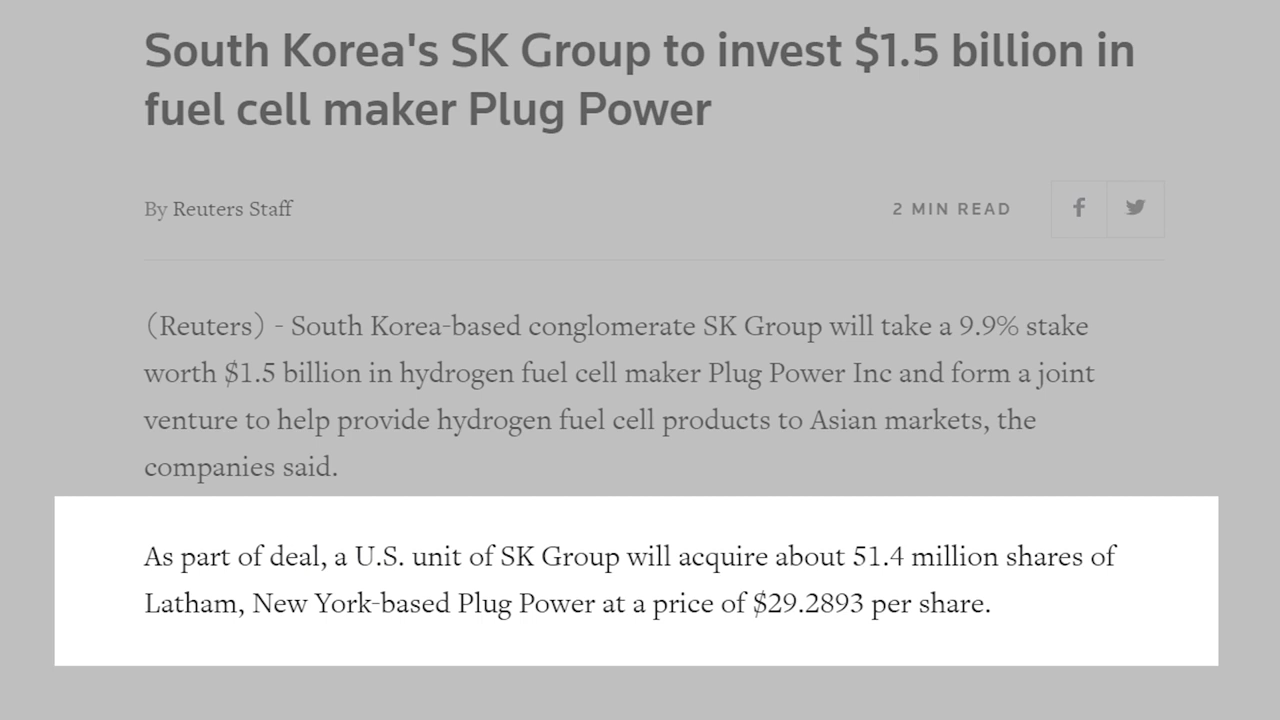 South Korea's SK Group to invest $1.5 billion in
fuel cell maker Plug Power
By Reuters Staff
2 MIN READ
(Reuters) - South Korea-based conglomerate SK Group will take a 9.9% stake
worth $1.5 billion in hydrogen fuel cell maker Plug Power Inc and form a joint
venture to help provide hydrogen fuel cell products to Asian markets, the
companies said.
As part of deal, a U.S. unit of SK Group will acquire about 51.4 million shares of
Latham, New York-based Plug Power at a price of $29.2893 per share.